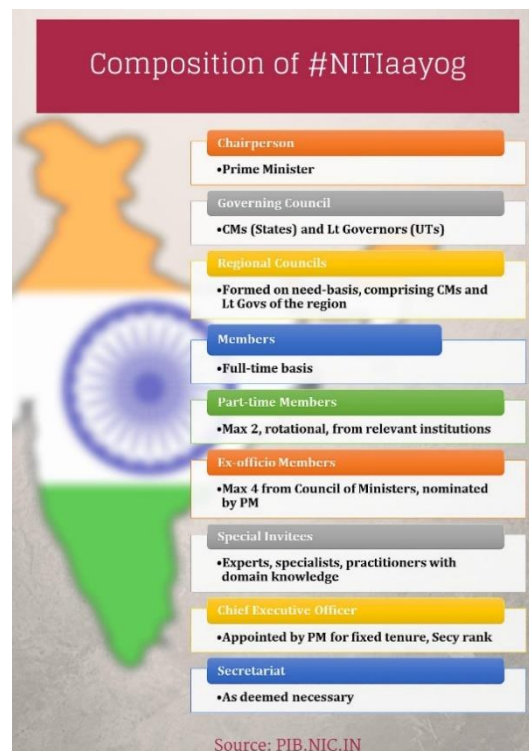 Composition of #NITIaayog
Chairperson
•Prime Minister
Governing Council
•CMs (States) and Lt Governors (UTs)
Regional Councils
•Formed on need-basis, comprising CMs and
Lt Govs of the region
Members
•Full-time basis
Part-time Members
•Max 2, rotational, from relevant institutions
Ex-officio Members
•Max 4 from Council of Ministers, nominated
by PM
Special Invitees
•Experts, specialists, practitioners with
domain knowledge
Chief Executive Officer
•Appointed by PM for fixed tenure, Secy rank
Secretariat
•As deemed necessary
Source: PIB.NIC.IN